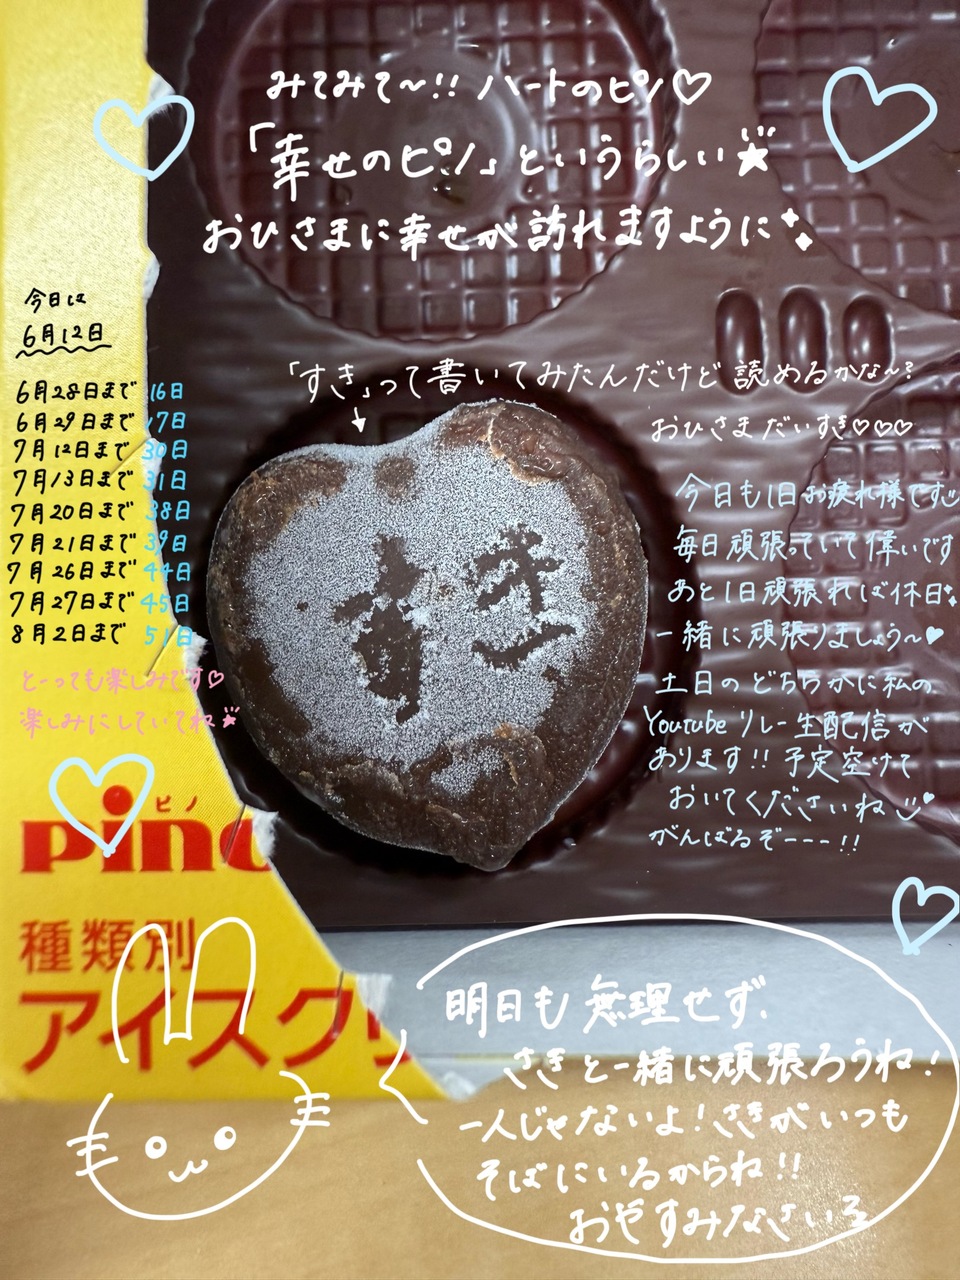 みてみて～!! ハートのピノ♡
「幸せのピノ」というらしい★
おひさまに幸せが訪れますように
今日は
6月12日
6月28日まで 16日
6月29日まで 17日
7月12日まで 30日
7月13日まで 31日
7月20日まで 38日
7月21日まで 39日
7月26日まで 44日
7月27日まで 45日
8月2日まで 51日
とーっても楽しみです♡
楽しみにしていてね★
「すき」って書いてみたんだけど 読めるかな～?
↓
おひさまだいすき♡♡♡
すき
今日も1日お疲れ様です
毎日頑張っていて偉いです
あと1日頑張れば休日
一緒に頑張りましょう～♥
土日のどちらかに私の
Youtubeリレー生配信が
あります!! 予定空けて
おいてくださいね
がんばるぞーーー!!
ピノ
pino
種類別
アイスクリ
明日も無理せず、
さきと一緒に頑張ろうね!
一人じゃないよ!さきがいつも
そばにいるからね!!
おやすみなさい